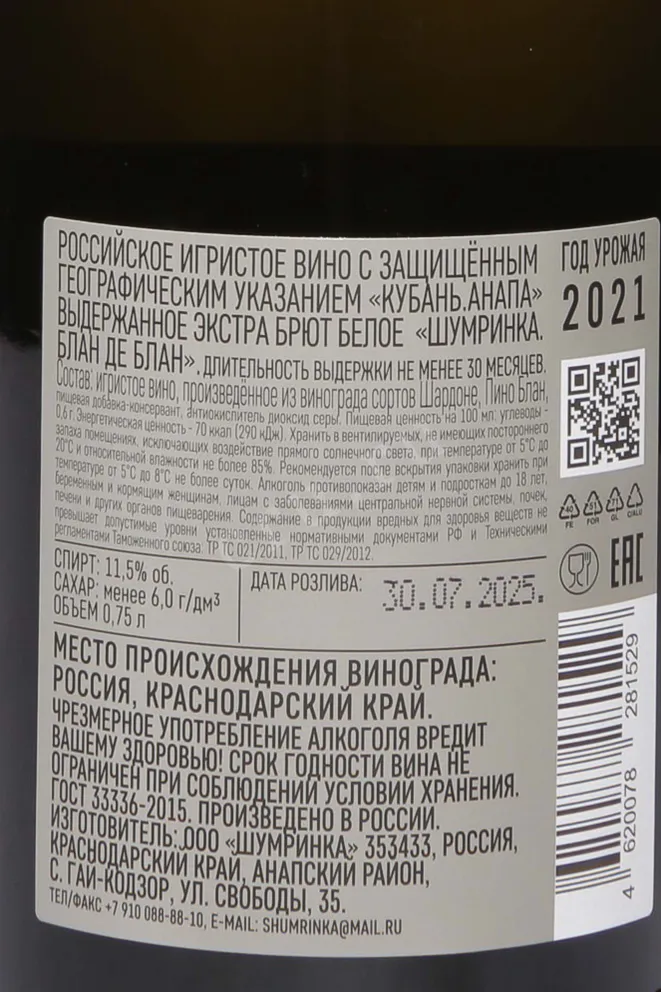 РОССИЙСКОЕ ИГРИСТОЕ ВИНО С ЗАЩИЩЁННЫМ
ГЕОГРАФИЧЕСКИМ УКАЗАНИЕМ «КУБАНЬ.АНАПА»
ВЫДЕРЖАННОЕ ЭКСТРА БРЮТ БЕЛОЕ «ШУМРИНКА.
БЛАН ДЕ БЛАН». ДЛИТЕЛЬНОСТЬ ВЫДЕРЖКИ НЕ МЕНЕЕ 30 МЕСЯЦЕВ.
Состав: игристое вино, произведённое из винограда сортов Шардоне, Пино Блан,
пищевая добавка-консервант, антиокислитель диоксид серы. Пищевая ценность на 100 мл: углеводы -
0,6 г. Энергетическая ценность - 70 ккал (290 кДж). Хранить в вентилируемых, не имеющих постороннего
запаха помещениях, исключающих воздействие прямого солнечного света, при температуре от 5°С до
20°С и относительной влажности не более 85%. Рекомендуется после вскрытия упаковки хранить при
температуре от 5°С до 8°С не более суток. Алкоголь противопоказан детям и подросткам до 18 лет,
беременным и кормящим женщинам, лицам с заболеваниями центральной нервной системы, почек,
печени и других органов пищеварения. Содержание в продукции вредных для здоровья веществ не
превышает допустимые уровни установленные нормативными документами РФ и Техническими
регламентами Таможенного союза: ТР ТС 021/2011, ТР ТС 029/2012.
СПИРТ: 11,5% об.
САХАР: менее 6,0 г/дм³
ОБЪЕМ 0,75 л
ДАТА РОЗЛИВА: 30.07.2025.
МЕСТО ПРОИСХОЖДЕНИЯ ВИНОГРАДА:
РОССИЯ, КРАСНОДАРСКИЙ КРАЙ.
ЧРЕЗМЕРНОЕ УПОТРЕБЛЕНИЕ АЛКОГОЛЯ ВРЕДИТ
ВАШЕМУ ЗДОРОВЬЮ! СРОК ГОДНОСТИ ВИНА НЕ
ОГРАНИЧЕН ПРИ СОБЛЮДЕНИИ УСЛОВИЙ ХРАНЕНИЯ.
ГОСТ 33336-2015. ПРОИЗВЕДЕНО В РОССИИ.
ИЗГОТОВИТЕЛЬ: ООО «ШУМРИНКА» 353433, РОССИЯ,
КРАСНОДАРСКИЙ КРАЙ, АНАПСКИЙ РАЙОН,
С. ГАЙ-КОДЗОР, УЛ. СВОБОДЫ, 35.
ТЕЛ/ФАКС +7 910 088-88-10, E-MAIL: SHUMRINKA@MAIL.RU
ГОД УРОЖАЯ
2021
PE FOR GL C/ALU
EAC
4 620078 281529